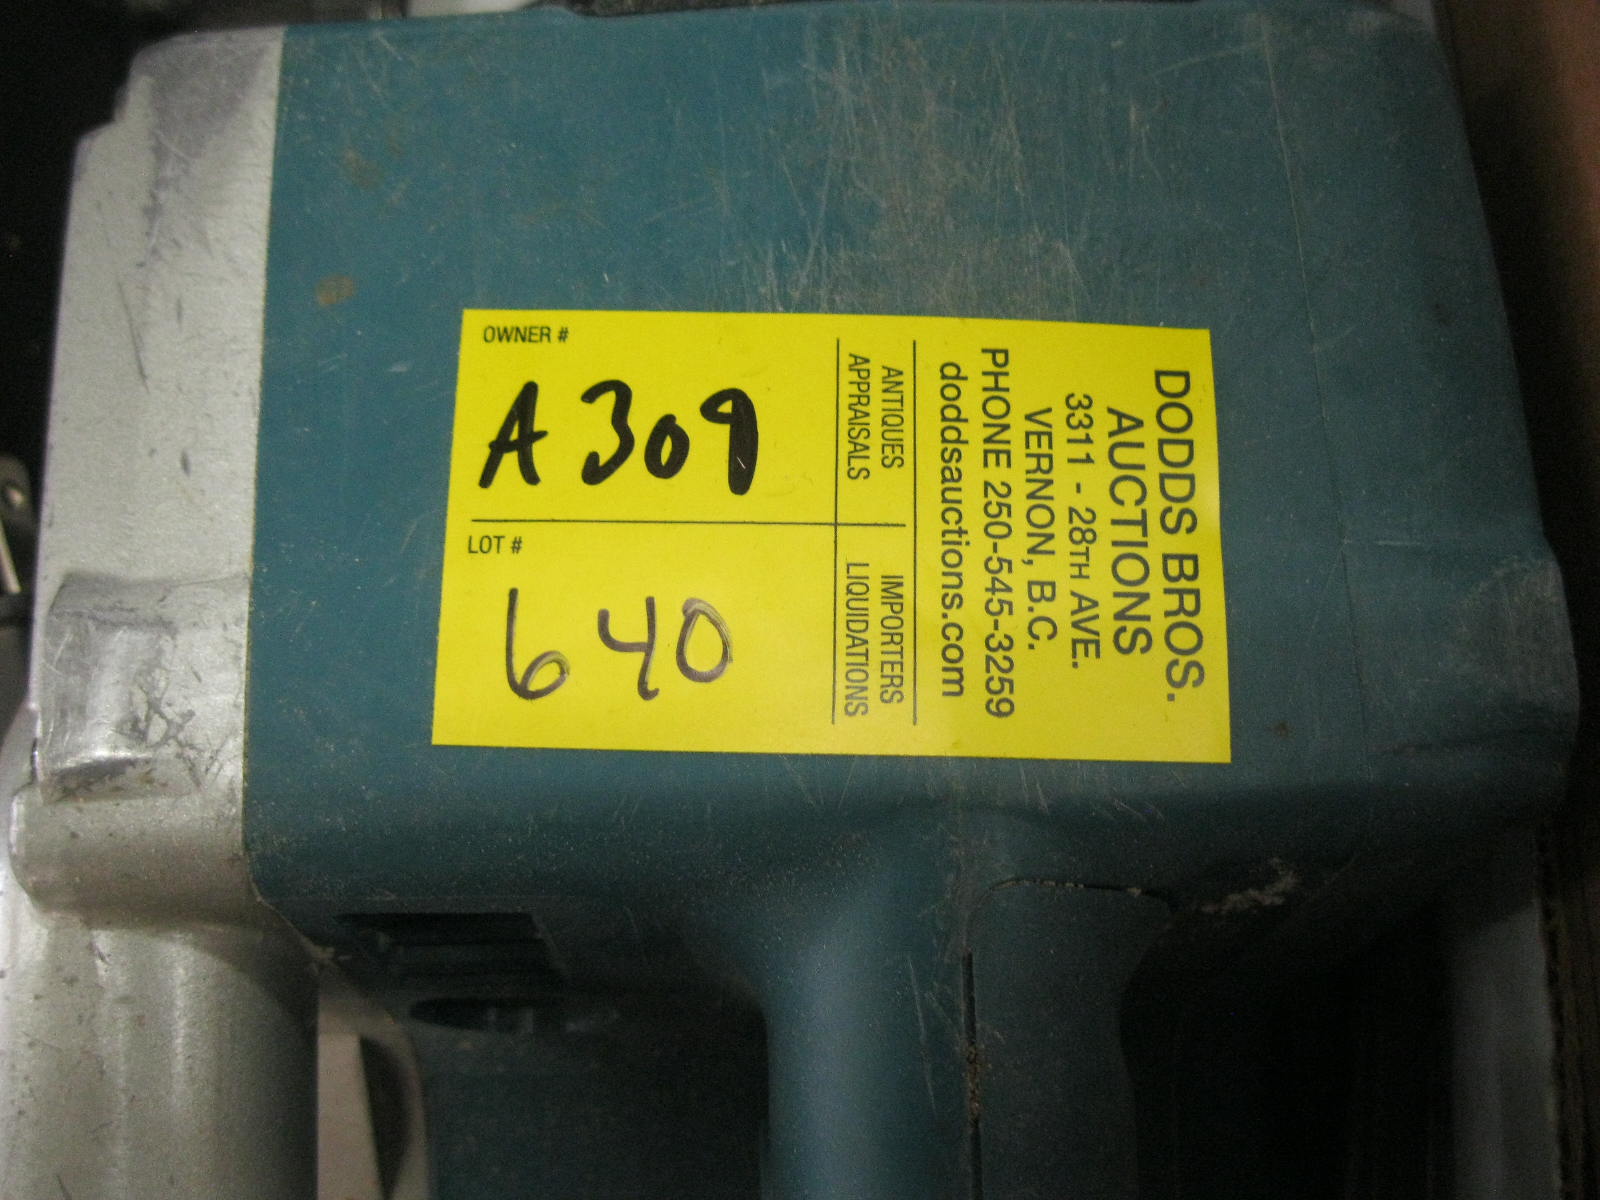 DODDS BROS.
AUCTIONS
3311 - 28TH AVE.
VERNON, B.C.
PHONE 250-545-3259
doddsauctions.com
ANTIQUES IMPORTERS
APPRAISALS LIQUIDATIONS
OWNER #
A309
LOT #
640